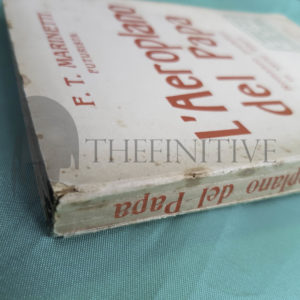 F. T. MARINETTI
FUTURISTA
L'Aeroplano
del Papa
THEFINITIVE
oplano del Papa